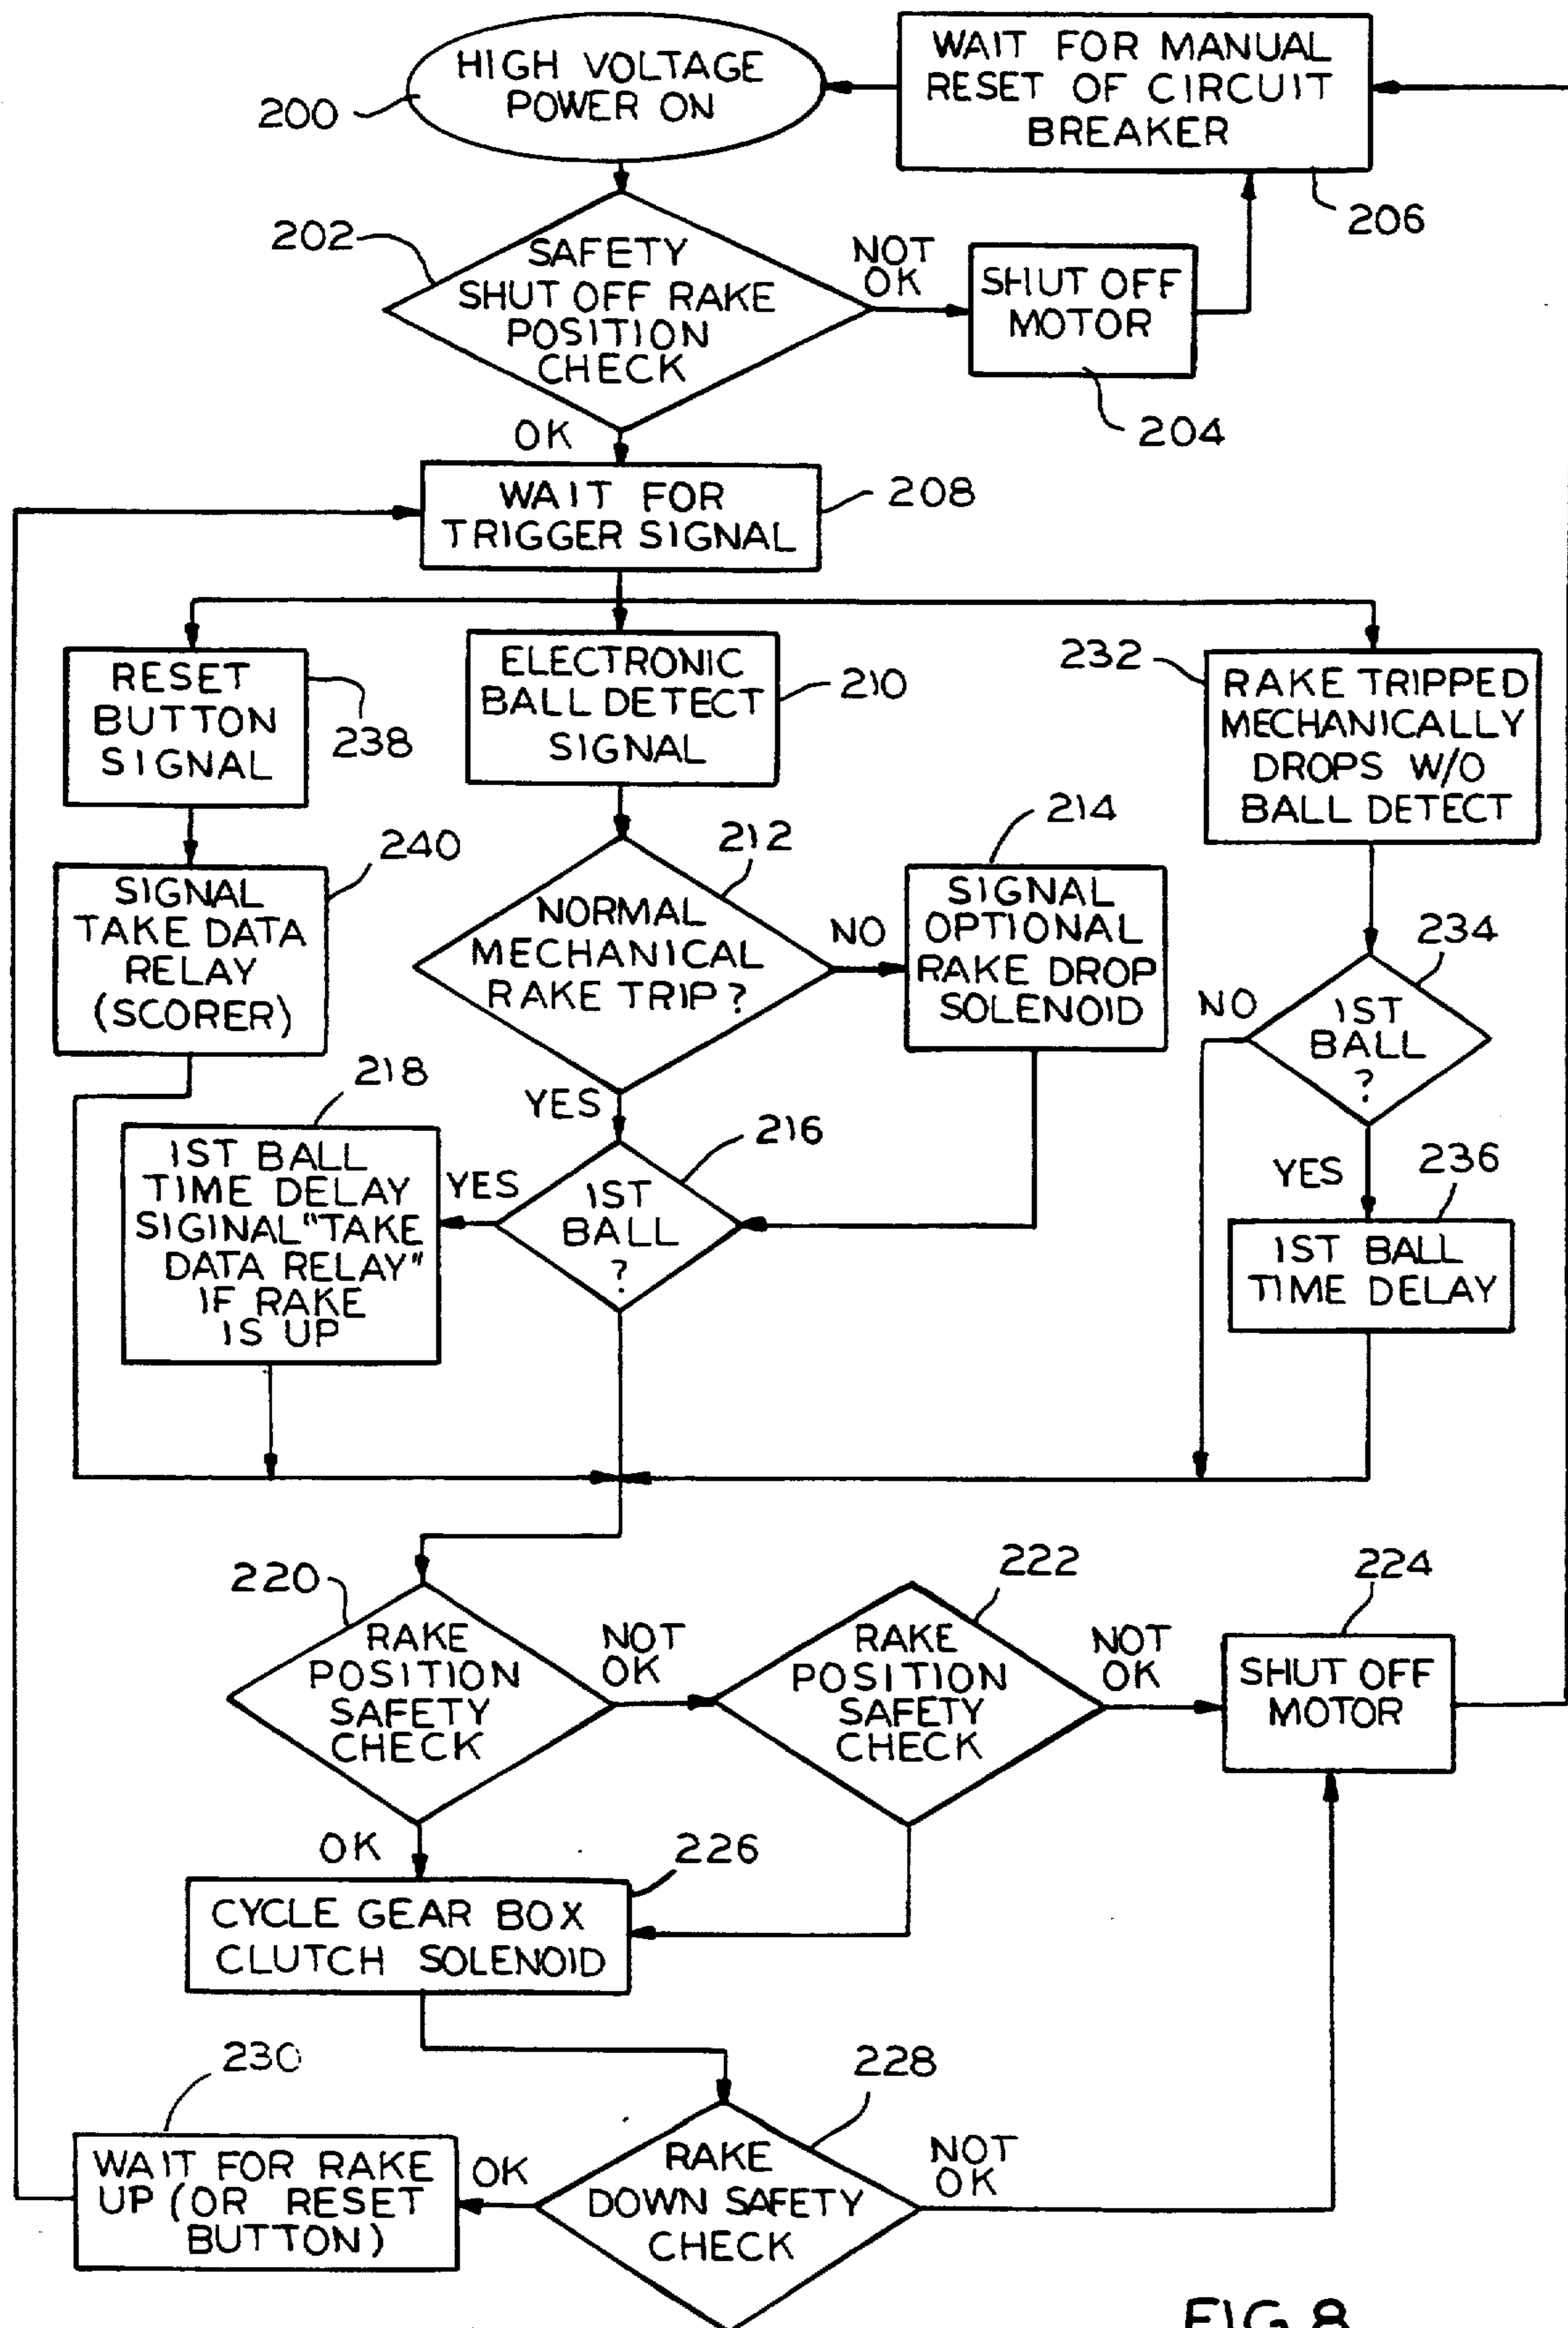 HIGH VOLTAGE
POWER ON
200
WAIT FOR MANUAL
RESET OF CIRCUIT
BREAKER
206
202
SAFETY
SHUT OFF RAKE
POSITION
CHECK
NOT
OK
SHUT OFF
MOTOR
204
OK
WAIT FOR
TRIGGER SIGNAL
208
RESET
BUTTON
SIGNAL
238
ELECTRONIC
BALL DETECT
SIGNAL
210
232
RAKE TRIPPED
MECHANICALLY
DROPS W/O
BALL DETECT
240
SIGNAL
TAKE DATA
RELAY
(SCORER)
212
NORMAL
MECHANICAL
RAKE TRIP?
NO
214
SIGNAL
OPTIONAL
RAKE DROP
SOLENOID
234
NO
1ST
BALL
?
218
1ST BALL
TIME DELAY
SIGINAL "TAKE
DATA RELAY"
IF RAKE
IS UP
YES
YES
216
1ST
BALL
?
YES
236
1ST BALL
TIME DELAY
220
RAKE
POSITION
SAFETY
CHECK
NOT
OK
222
RAKE
POSITION
SAFETY
CHECK
NOT
OK
224
SHUT OFF
MOTOR
OK
226
CYCLE GEAR BOX
CLUTCH SOLENOID
230
WAIT FOR RAKE
UP (OR RESET
BUTTON)
OK
228
RAKE
DOWN SAFETY
CHECK
NOT
OK
FIG.8